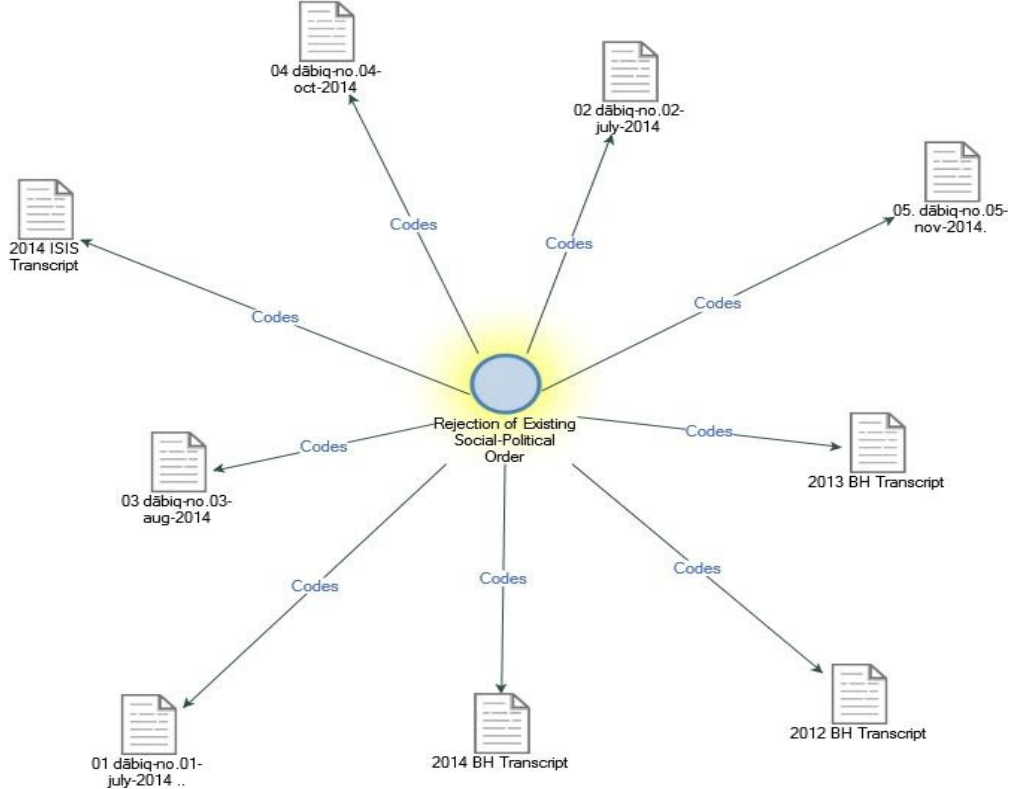 04 dābiq-no.04-
oct-2014
02 dābiq-no.02-
july-2014
05. dābiq-no.05-
nov-2014.
2014 ISIS
Transcript
Codes
Codes
Codes
Codes
Rejection of Existing
Social-Political
Order
Codes
Codes
2013 BH Transcript
03 dābiq-no.03-
aug-2014
Codes
Codes
Codes
01 dābiq-no.01-
july-2014 ..
2014 BH Transcript
2012 BH Transcript